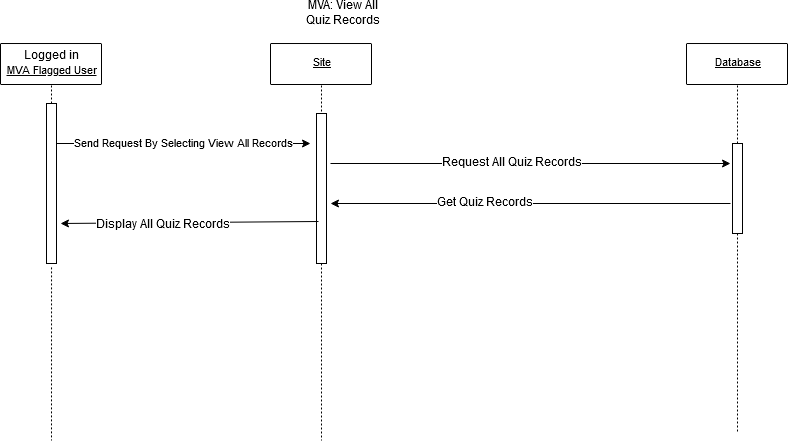 MVA: View All
Quiz Records
Logged in
MVA Flagged User
Site
Database
Send Request By Selecting View All Records
Request All Quiz Records
Get Quiz Records
Display All Quiz Records